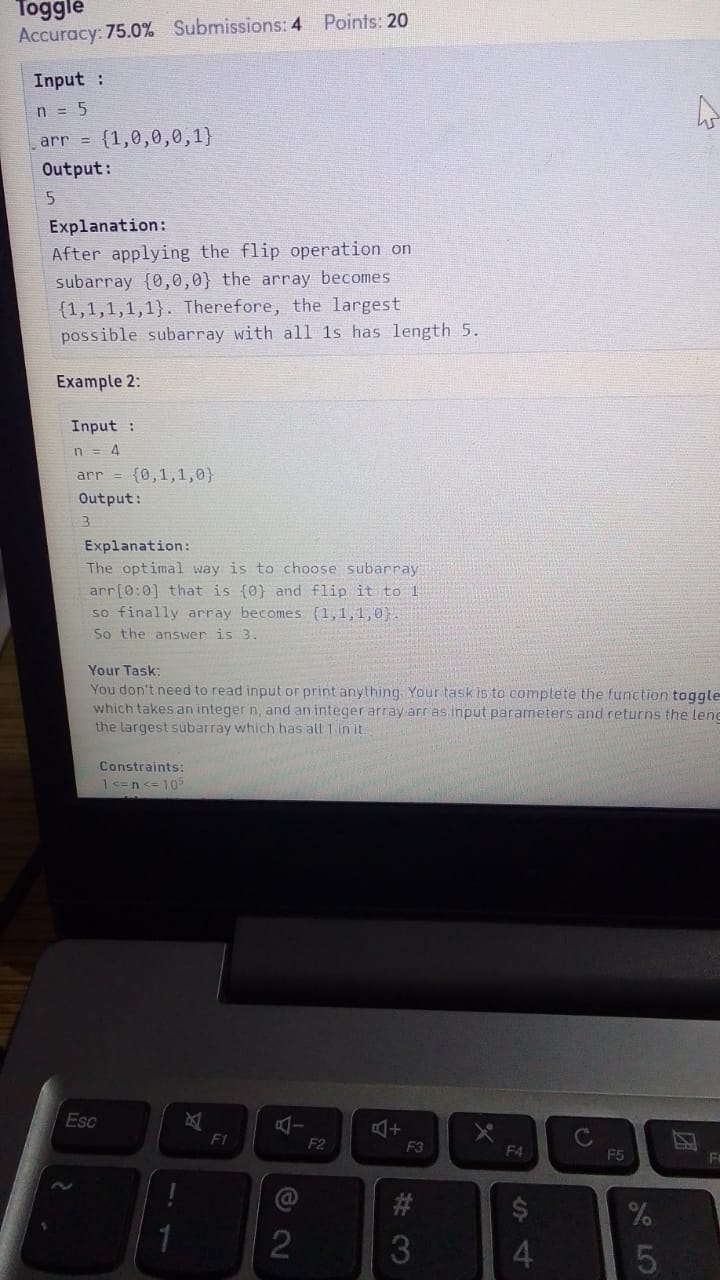 Toggle
Accuracy: 75.0% Submissions: 4 Points: 20
Input :
n = 5
arr = {1,0,0,0,1}
Output:
5
Explanation:
After applying the flip operation on
subarray {0,0,0} the array becomes
{1,1,1,1,1}. Therefore, the largest
possible subarray with all 1s has length 5.
Example 2:
Input :
n = 4
arr = {0,1,1,0}
Output:
3
Explanation:
The optimal way is to choose subarray
arr[0:0] that is {0} and flip it to 1
so finally array becomes {1,1,1,0}.
So the answer is 3.
Your Task:
You don't need to read input or print anything. Your task is to complete the function toggle
which takes an integer n, and an integer array arr as input parameters and returns the leng
the largest subarray which has all 1 in it
Constraints:
1 <= n <= 10⁵
Esc F1 F2 F3 F4 F5 F
~ ! @ # $ %
` 1 2 3 4 5